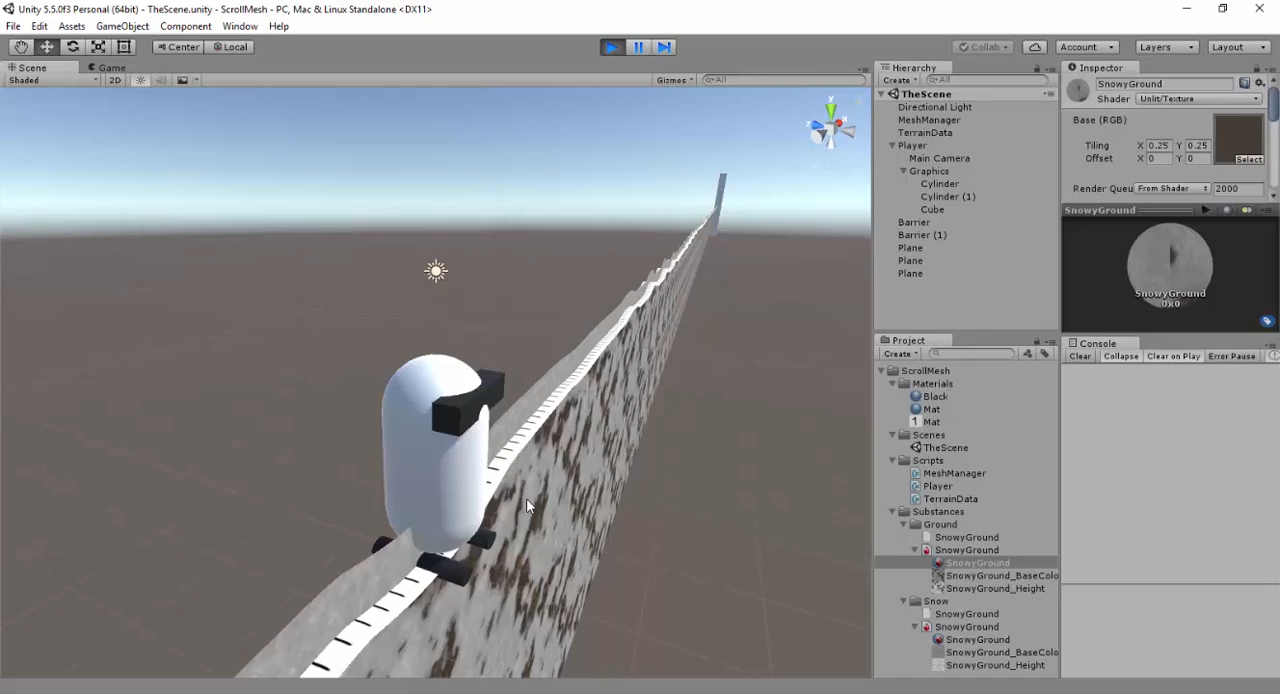 Unity 5.5.0f3 Personal (64bit) - TheScene.unity - ScrollMesh - PC, Mac & Linux Standalone <DX11>
File Edit Assets GameObject Component Window Help
Center Local Collab Account Layers Layout
Scene Game
Shaded 2D Gizmos All
y
z
Hierarchy
Create All
TheScene
Directional Light
MeshManager
TerrainData
Player
Main Camera
Graphics
Cylinder
Cylinder (1)
Cube
Barrier
Barrier (1)
Plane
Plane
Plane
Project
Create
ScrollMesh
Materials
Black
Mat
Mat
Scenes
TheScene
Scripts
MeshManager
Player
TerrainData
Substances
Ground
SnowyGround
SnowyGround
SnowyGround
SnowyGround_BaseColo
SnowyGround_Height
Snow
SnowyGround
SnowyGround
SnowyGround
SnowyGround_BaseColo
SnowyGround_Height
Inspector
SnowyGround
Shader Unlit/Texture
Base (RGB)
Tiling X 0.25 Y 0.25
Offset X 0 Y 0
Select
Render Queu From Shader 2000
SnowyGround
SnowyGround
0x0
Console
Clear Collapse Clear on Play Error Pause